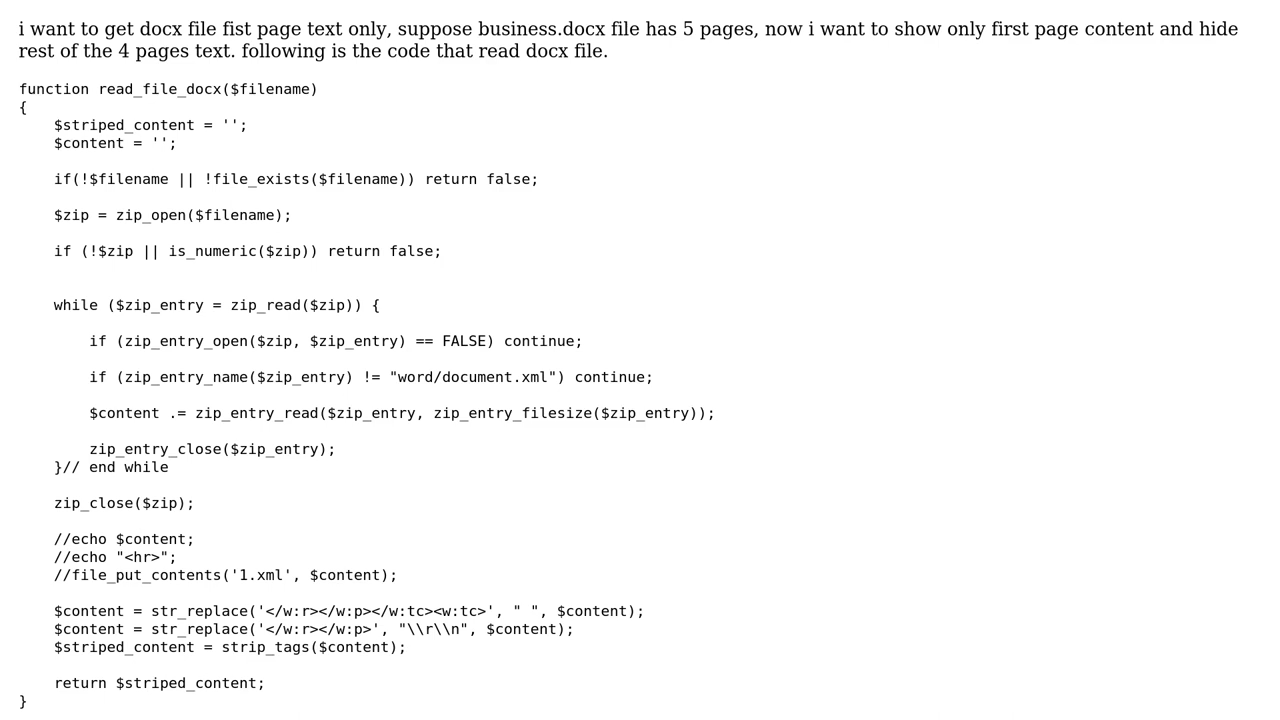 i want to get docx file fist page text only, suppose business.docx file has 5 pages, now i want to show only first page content and hide
rest of the 4 pages text. following is the code that read docx file.
function read_file_docx($filename)
{
    $striped_content = '';
    $content = '';
    if(!$filename || !file_exists($filename)) return false;
    $zip = zip_open($filename);
    if (!$zip || is_numeric($zip)) return false;
    while ($zip_entry = zip_read($zip)) {
        if (zip_entry_open($zip, $zip_entry) == FALSE) continue;
        if (zip_entry_name($zip_entry) != "word/document.xml") continue;
        $content .= zip_entry_read($zip_entry, zip_entry_filesize($zip_entry));
        zip_entry_close($zip_entry);
    }// end while
    zip_close($zip);
    //echo $content;
    //echo "<hr>";
    //file_put_contents('1.xml', $content);
    $content = str_replace('</w:r></w:p></w:tc><w:tc>', " ", $content);
    $content = str_replace('</w:r></w:p>', "\\r\\n", $content);
    $striped_content = strip_tags($content);
    return $striped_content;
}